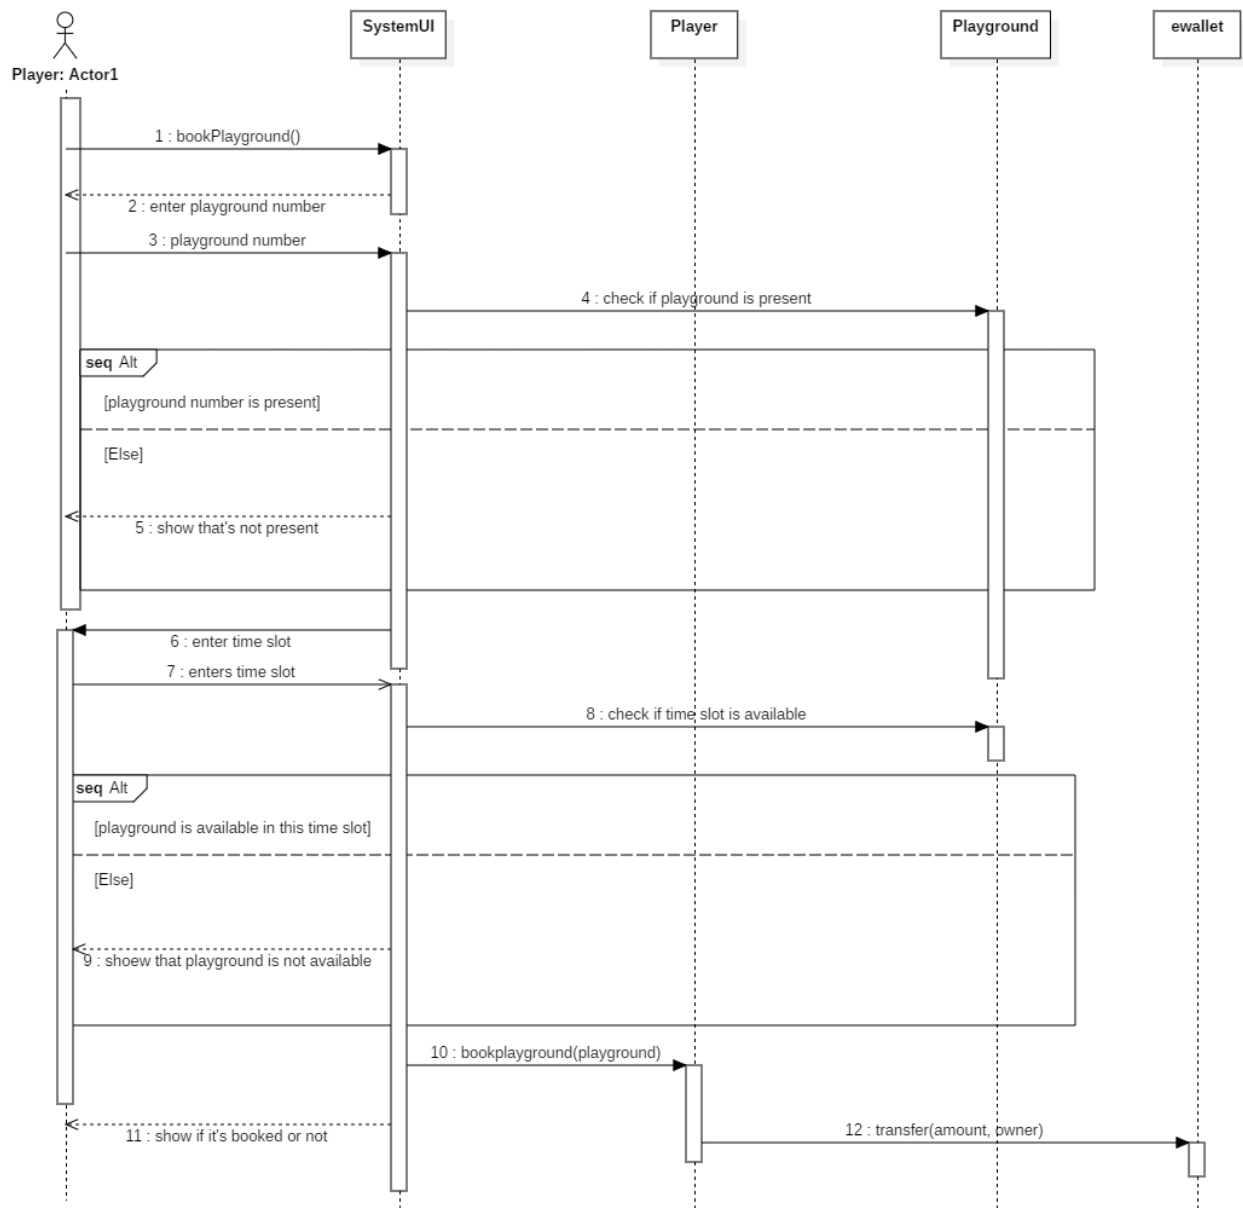 SystemUI
Player
Playground
ewallet
Player: Actor1
1 : bookPlayground()
2 : enter playground number
3 : playground number
4 : check if playground is present
seq Alt
[playground number is present]
[Else]
5 : show that's not present
6 : enter time slot
7 : enters time slot
8 : check if time slot is available
seq Alt
[playground is available in this time slot]
[Else]
9 : shoew that playground is not available
10 : bookplayground(playground)
11 : show if it's booked or not
12 : transfer(amount, owner)